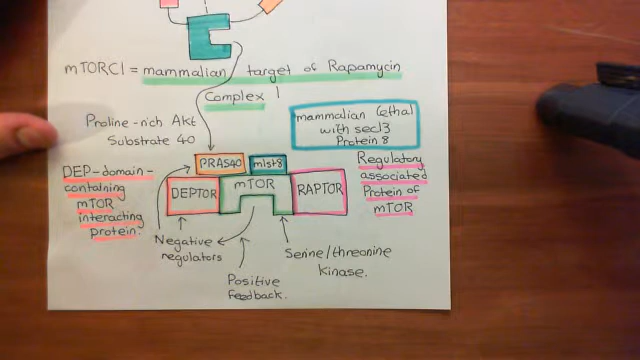 mTORC1 = mammalian target of Rapamycin
Complex 1
Proline-rich Akt
Substrate 40
mammalian lethal
with sec13
Protein 8
PRAS40
mlst8
DEPTOR
mTOR
RAPTOR
DEP-domain-
containing
mTOR
interacting
protein.
Regulatory
associated
Protein of
mTOR
Negative
regulators
Serine/threonine
kinase.
Positive
feedback.